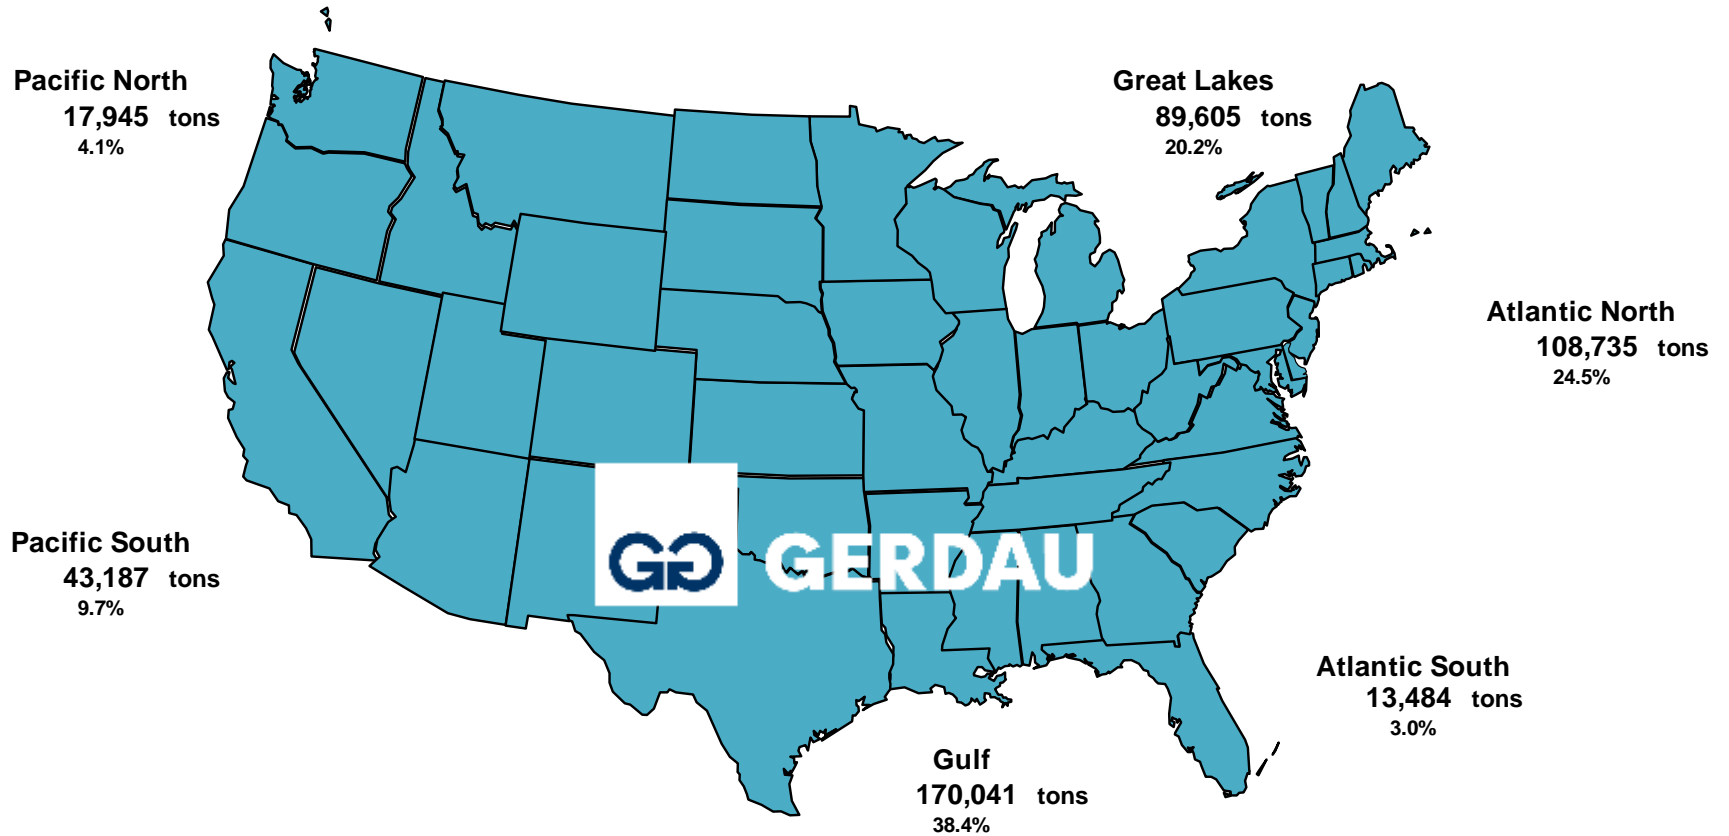 Pacific North
17,945 tons
4.1%
Great Lakes
89,605 tons
20.2%
Atlantic North
108,735 tons
24.5%
Pacific South
43,187 tons
9.7%
GG GERDAU
Atlantic South
13,484 tons
3.0%
Gulf
170,041 tons
38.4%